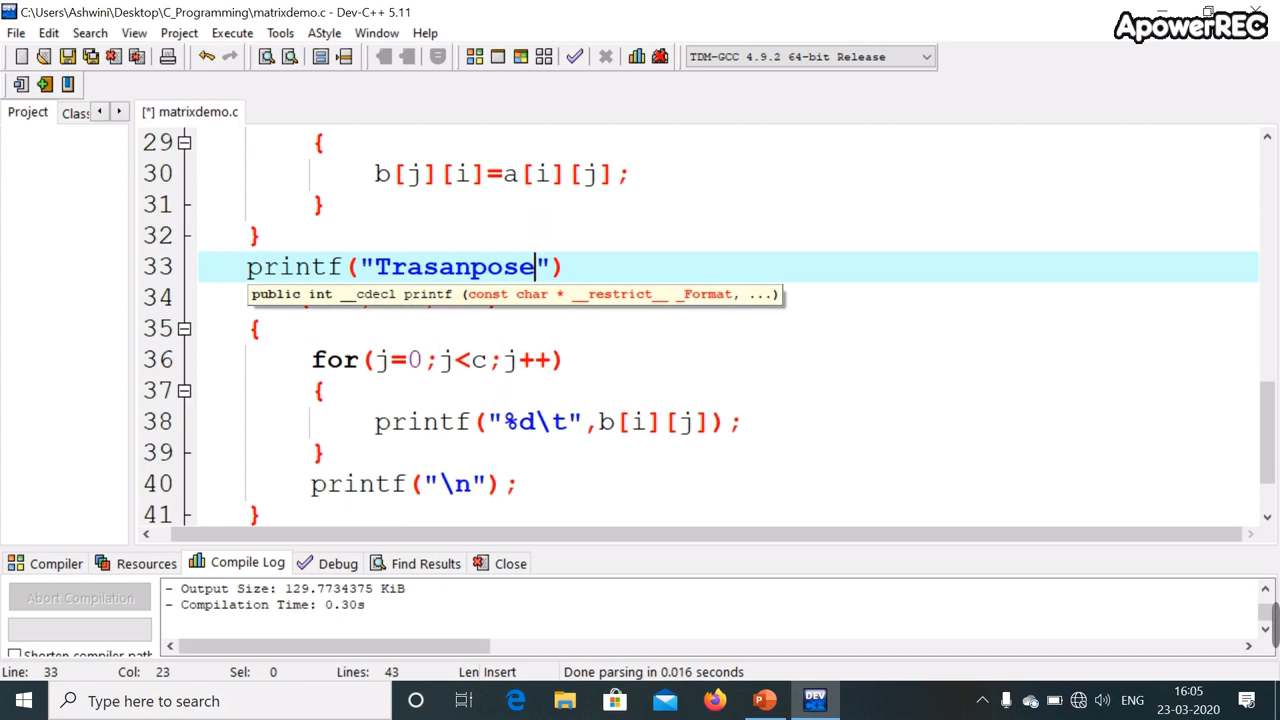 C:\Users\Ashwini\Desktop\C_Programming\matrixdemo.c - Dev-C++ 5.11
ApowerREC
File Edit Search View Project Execute Tools AStyle Window Help
TDM-GCC 4.9.2 64-bit Release
Project Class [*] matrixdemo.c
29 {
30 b[j][i]=a[i][j];
31 }
32 }
33 printf("Trasanpose")
public int __cdecl printf (const char * __restrict__ _Format, ...)
34
35 {
36 for(j=0;j<c;j++)
37 {
38 printf("%d\t",b[i][j]);
39 }
40 printf("\n");
41 }
Compiler Resources Compile Log Debug Find Results Close
Abort Compilation
- Output Size: 129.7734375 KiB
- Compilation Time: 0.30s
Shorten compiler path
Line: 33 Col: 23 Sel: 0 Lines: 43 Len Insert Done parsing in 0.016 seconds
Type here to search
DEV
ENG
16:05
23-03-2020